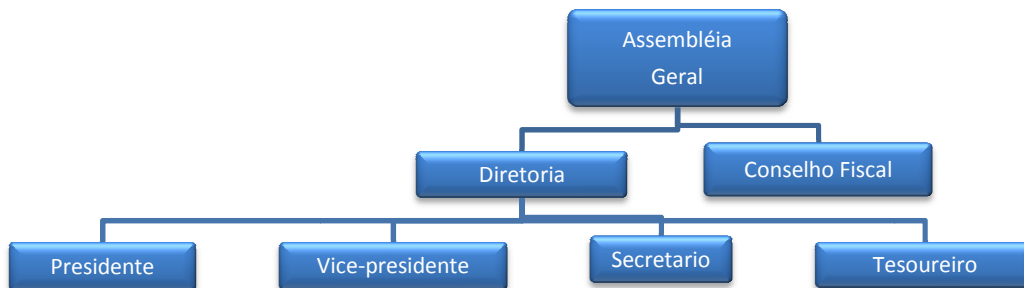 Assembléia
Geral
Diretoria
Conselho Fiscal
Presidente
Vice-presidente
Secretario
Tesoureiro